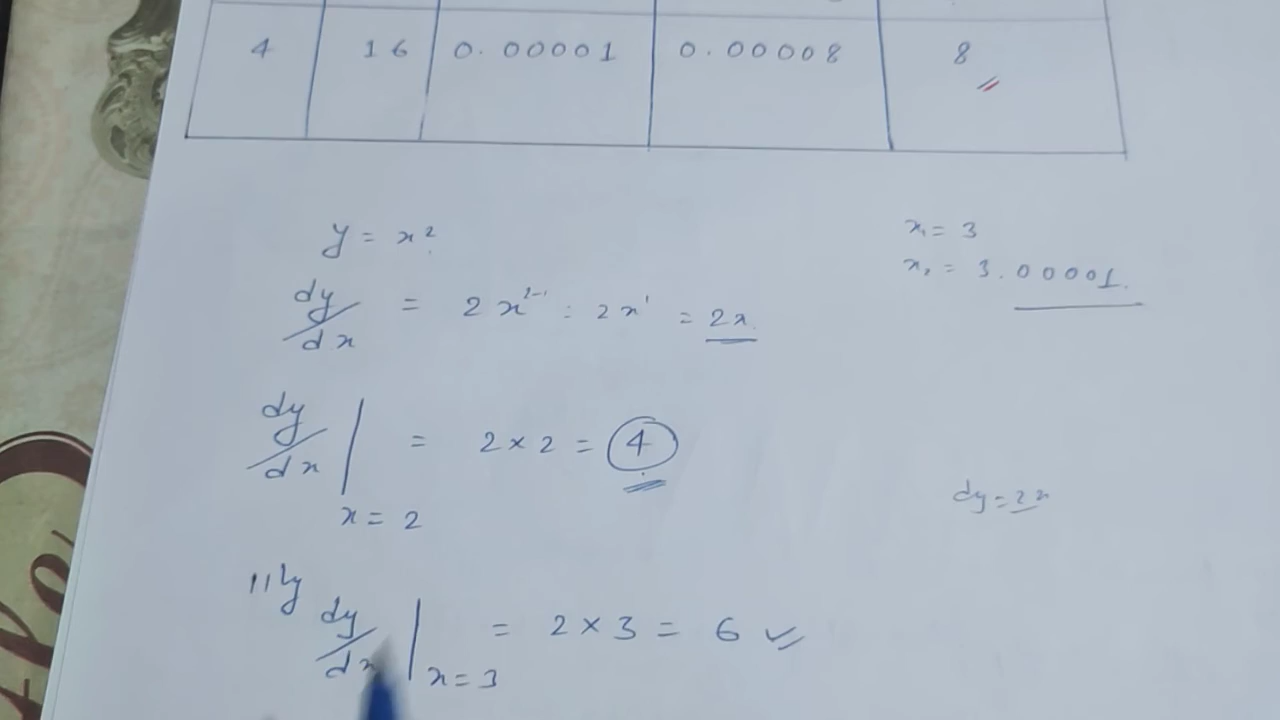 4 16 0.00001 0.00008 8
y = x²
x₁ = 3
x₂ = 3.00001
dy/dx = 2x²⁻¹ = 2x¹ = 2x
dy/dx | x=2 = 2×2 = 4
dy = 2x
111ly dy/dx | x=3 = 2×3 = 6